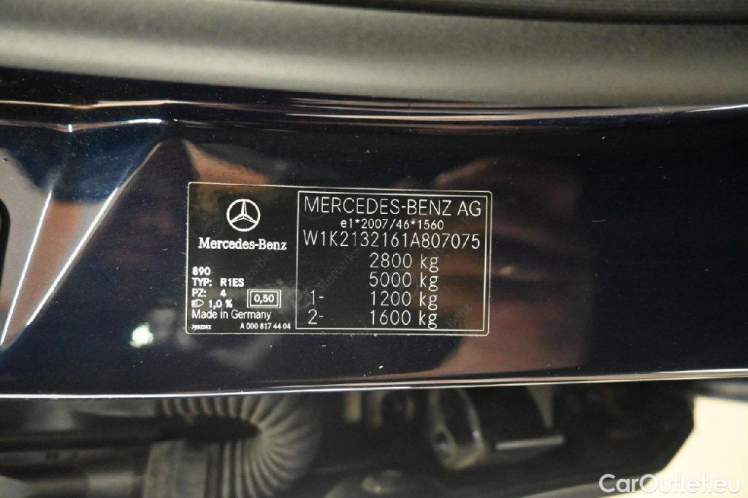 MERCEDES-BENZ AG
e1*2007/46*1560
W1K2132161A807075
2800 kg
5000 kg
1- 1200 kg
2- 1600 kg
Mercedes-Benz
890
TYP: R1ES
PZ: 4
1,0 % 0,50
Made in Germany
A 000 817 44 04
CarOutlet.eu